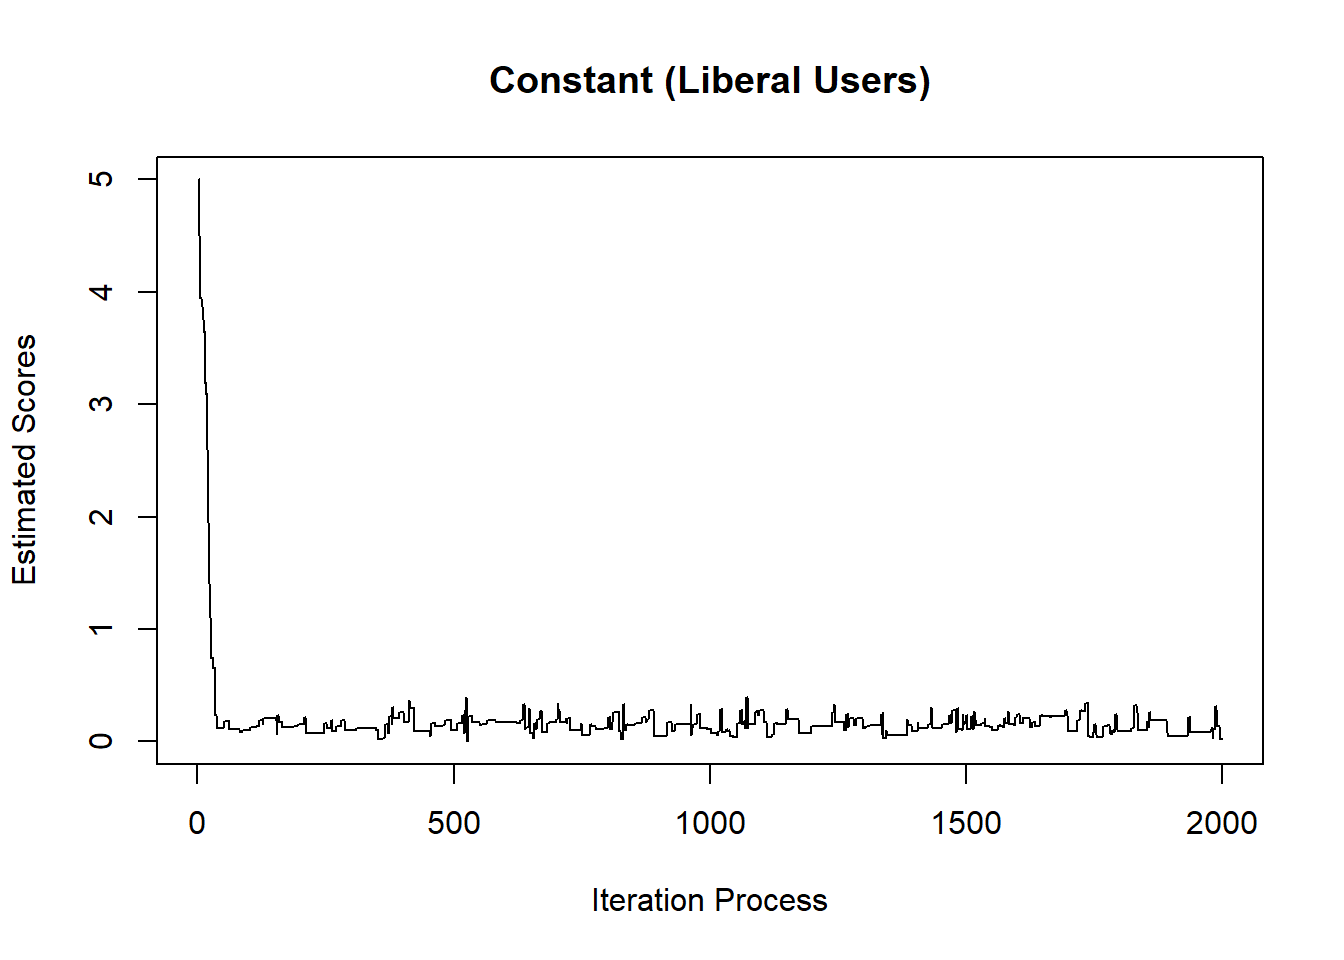 Constant (Liberal Users)
Estimated Scores
5
4
3
2
1
0
0 500 1000 1500 2000
Iteration Process